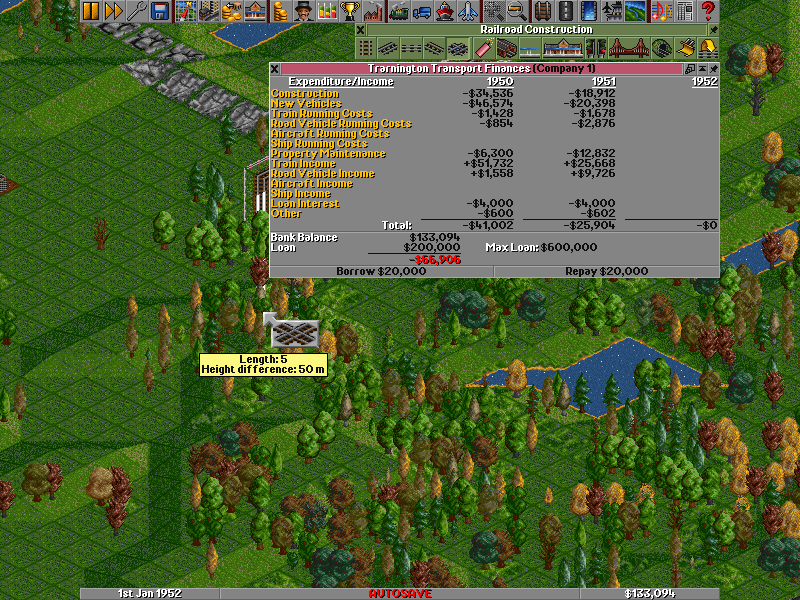 Railroad Construction
Trarnington Transport Finances (Company 1)
Expenditure/Income 1950 1951 1952
Construction -$34,536 -$18,912
New Vehicles -$46,574 -$20,398
Train Running Costs -$1,428 -$1,678
Road Vehicle Running Costs -$854 -$2,876
Aircraft Running Costs
Ship Running Costs
Property Maintenance -$6,300 -$12,832
Train Income +$51,732 +$25,668
Road Vehicle Income +$1,558 +$9,726
Aircraft Income
Ship Income
Loan Interest -$4,000 -$4,000
Other -$600 -$602
Total: -$41,002 -$25,904 -$0
Bank Balance $133,094
Loan $200,000 Max Loan: $600,000
-$66,906
Borrow $20,000 Repay $20,000
Length: 5
Height difference: 50 m
1st Jan 1952 AUTOSAVE $133,094